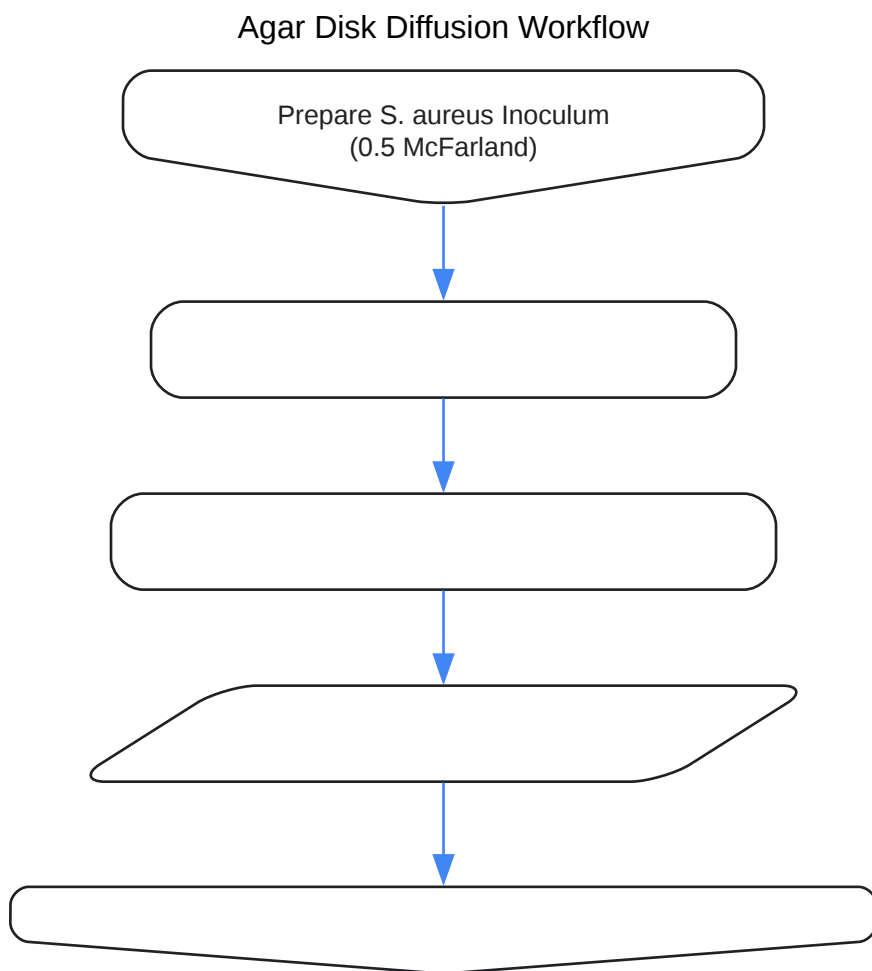 Agar Disk Diffusion Workflow
Prepare S. aureus Inoculum
(0.5 McFarland)